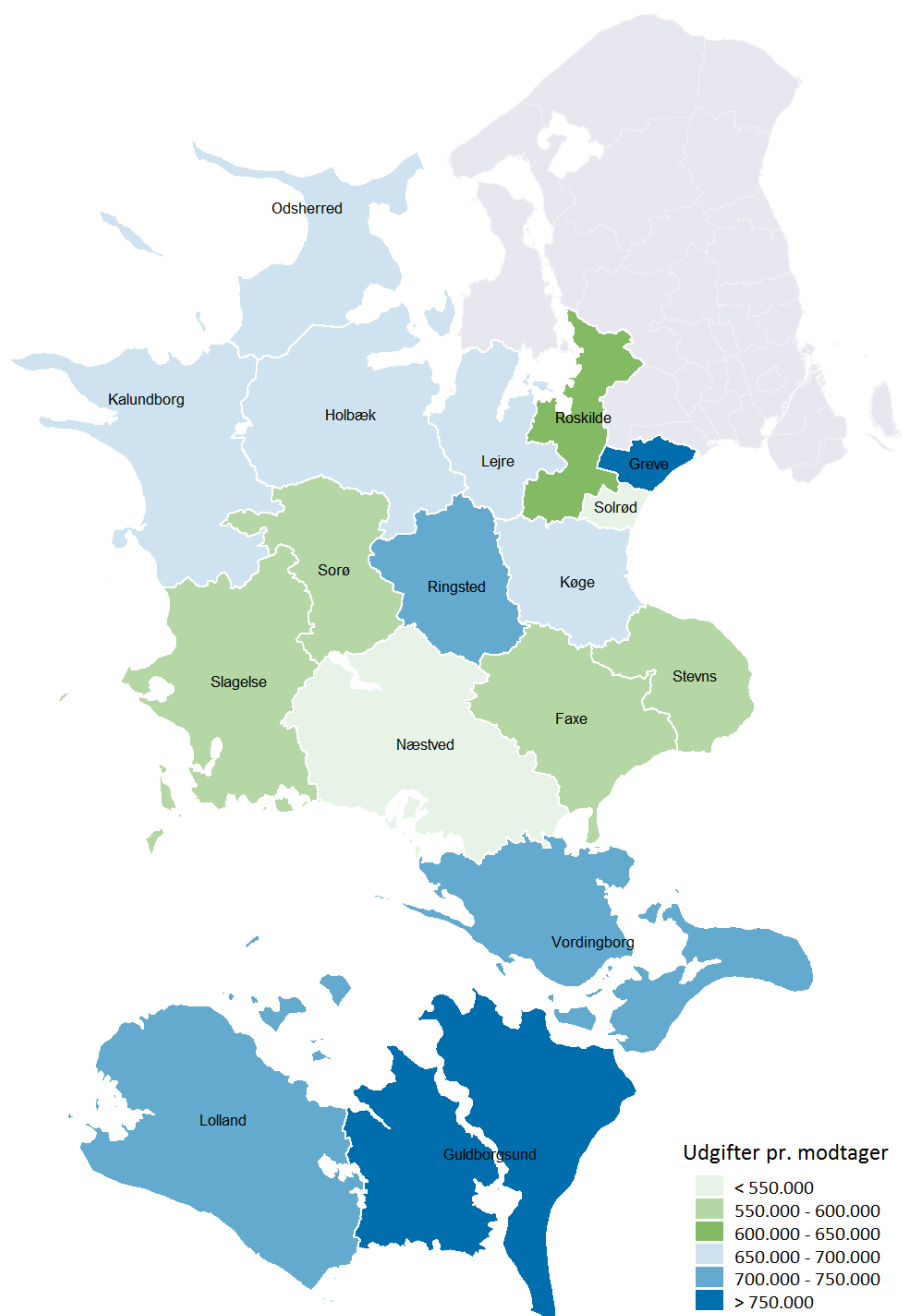 Odsherred
Kalundborg
Holbæk
Roskilde
Lejre
Greve
Solrød
Sorø
Ringsted
Køge
Slagelse
Stevns
Faxe
Næstved
Vordingborg
Lolland
Guldborgsund
Udgifter pr. modtager
< 550.000
550.000 - 600.000
600.000 - 650.000
650.000 - 700.000
700.000 - 750.000
> 750.000